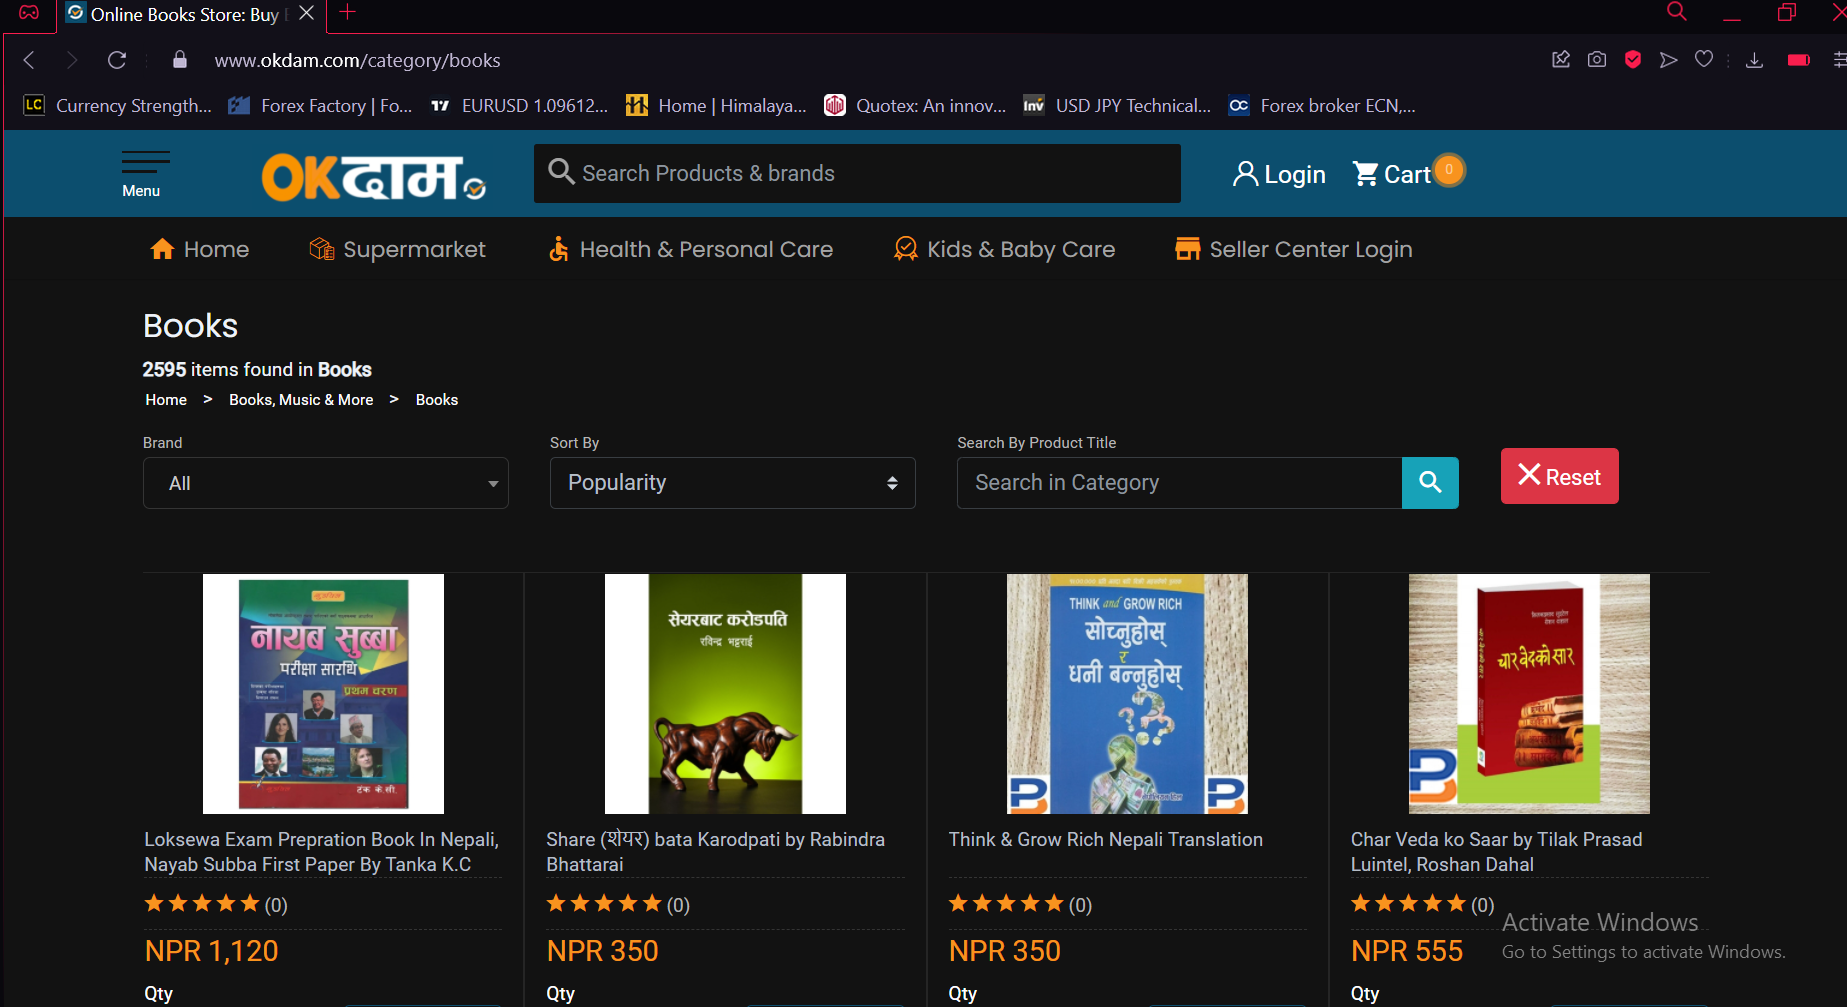 Online Books Store: Buy
www.okdam.com/category/books
LC Currency Strength...
Forex Factory | Fo...
EURUSD 1.09612...
Home | Himalaya...
Quotex: An innov...
Inv USD JPY Technical...
OC Forex broker ECN,...
Menu
OKदाम
Search Products & brands
Login
Cart 0
Home
Supermarket
Health & Personal Care
Kids & Baby Care
Seller Center Login
Books
2595 items found in Books
Home > Books, Music & More > Books
Brand
All
Sort By
Popularity
Search By Product Title
Search in Category
Reset
नायब सुब्बा
परीक्षा सारथि
प्रथम चरण
टंक के.सी.
Loksewa Exam Prepration Book In Nepali,
Nayab Subba First Paper By Tanka K.C
(0)
NPR 1,120
Qty
सेयरबाट करोडपति
रविन्द्र भट्टराई
Share (शेयर) bata Karodpati by Rabindra
Bhattarai
(0)
NPR 350
Qty
THINK and GROW RICH
सोच्नुहोस्
र
धनी बन्नुहोस्
Think & Grow Rich Nepali Translation
(0)
NPR 350
Qty
चार वेदको सार
Char Veda ko Saar by Tilak Prasad
Luintel, Roshan Dahal
(0)
NPR 555
Qty
Activate Windows
Go to Settings to activate Windows.